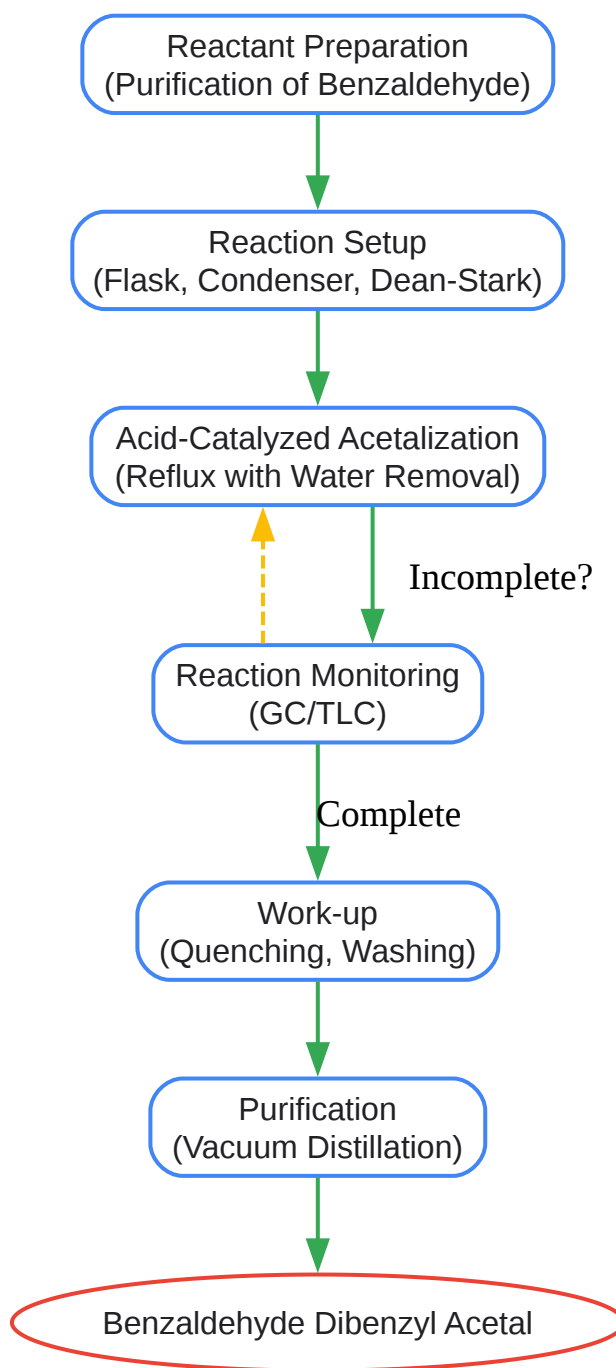 Reactant Preparation
(Purification of Benzaldehyde)
Reaction Setup
(Flask, Condenser, Dean-Stark)
Acid-Catalyzed Acetalization
(Reflux with Water Removal)
Incomplete?
Reaction Monitoring
(GC/TLC)
Complete
Work-up
(Quenching, Washing)
Purification
(Vacuum Distillation)
Benzaldehyde Dibenzyl Acetal